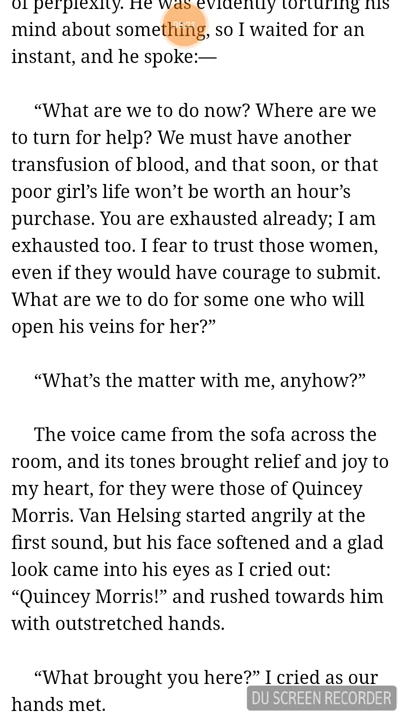 of perplexity. He was evidently torturing his
mind about something, so I waited for an
instant, and he spoke:—
“What are we to do now? Where are we
to turn for help? We must have another
transfusion of blood, and that soon, or that
poor girl’s life won’t be worth an hour’s
purchase. You are exhausted already; I am
exhausted too. I fear to trust those women,
even if they would have courage to submit.
What are we to do for some one who will
open his veins for her?”
“What’s the matter with me, anyhow?”
The voice came from the sofa across the
room, and its tones brought relief and joy to
my heart, for they were those of Quincey
Morris. Van Helsing started angrily at the
first sound, but his face softened and a glad
look came into his eyes as I cried out:
“Quincey Morris!” and rushed towards him
with outstretched hands.
“What brought you here?” I cried as our
hands met.
DU SCREEN RECORDER